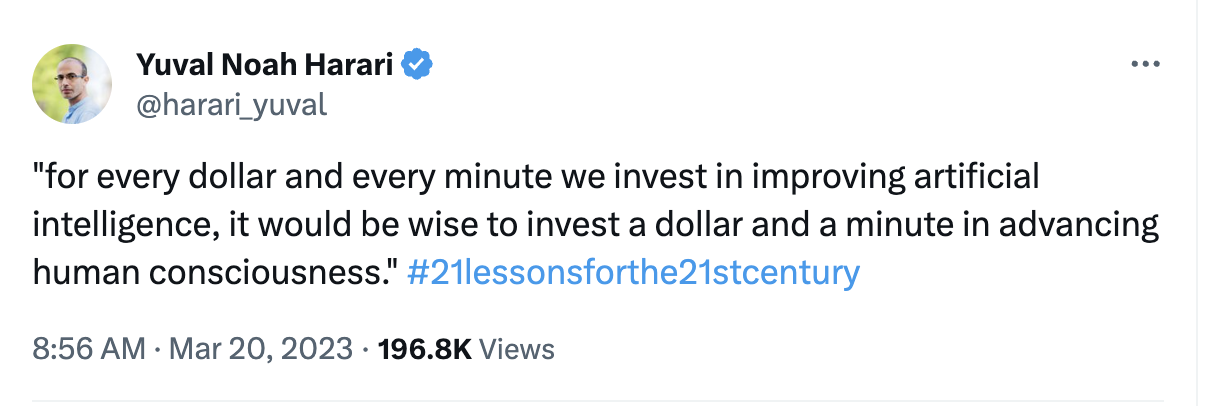 Yuval Noah Harari
@harari_yuval
"for every dollar and every minute we invest in improving artificial
intelligence, it would be wise to invest a dollar and a minute in advancing
human consciousness." #21lessonsforthe21stcentury
8:56 AM · Mar 20, 2023 · 196.8K Views